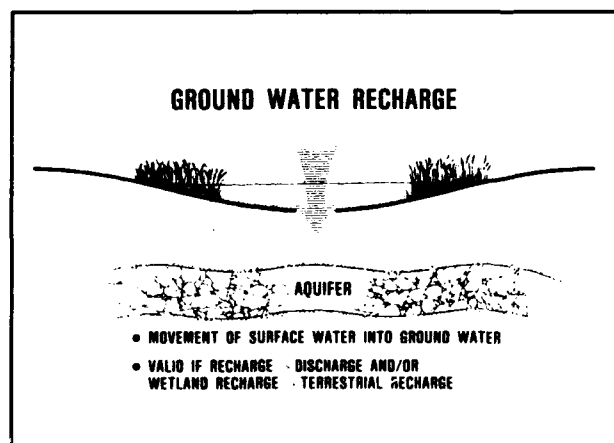 GROUND WATER RECHARGE
AQUIFER
• MOVEMENT OF SURFACE WATER INTO GROUND WATER
• VALID IF RECHARGE DISCHARGE AND/OR
WETLAND RECHARGE TERRESTRIAL RECHARGE